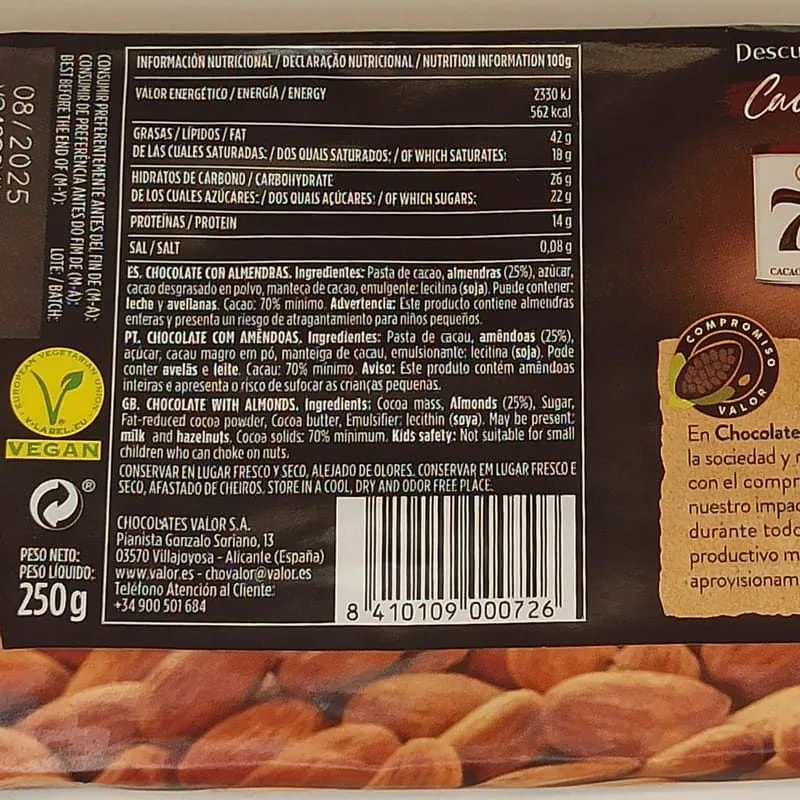 08/2025
CONSUMIR PREFERENTEMENTE ANTES DEL FIN DE (M-A):
CONSUMIR DE PREFERÊNCIA ANTES DO FIM DE (M-A):
BEST BEFORE THE END OF (M-Y):
LOTE: / BATCH:
INFORMACIÓN NUTRICIONAL / DECLARAÇÃO NUTRICIONAL / NUTRITION INFORMATION 100g
VALOR ENERGÉTICO / ENERGÍA / ENERGY 2330 kJ
562 kcal
GRASAS / LÍPIDOS / FAT 42 g
DE LAS CUALES SATURADAS: / DOS QUAIS SATURADOS: / OF WHICH SATURATES: 18 g
HIDRATOS DE CARBONO / CARBOHYDRATE 26 g
DE LOS CUALES AZÚCARES: / DOS QUAIS AÇÚCARES: / OF WHICH SUGARS: 22 g
PROTEÍNAS / PROTEIN 14 g
SAL / SALT 0,08 g
ES. CHOCOLATE CON ALMENDRAS. Ingredientes: Pasta de cacao, almendras (25%), azúcar,
cacao desgrasado en polvo, manteca de cacao, emulgente: lecitina (soja). Puede contener:
leche y avellanas. Cacao: 70% mínimo. Advertencia: Este producto contiene almendras
enteras y presenta un riesgo de atragantamiento para niños pequeños.
PT. CHOCOLATE COM AMÊNDOAS. Ingredientes: Pasta de cacau, amêndoas (25%),
açúcar, cacau magro em pó, manteiga de cacau, emulsionante: lecitina (soja). Pode
conter avelãs e leite. Cacau: 70% mínimo. Aviso: Este produto contém amêndoas
inteiras e apresenta o risco de sufocar as crianças pequenas.
GB. CHOCOLATE WITH ALMONDS. Ingredients: Cocoa mass, Almonds (25%), Sugar,
Fat-reduced cocoa powder, Cocoa butter, Emulsifier: lecithin (soya). May be present:
milk and hazelnuts. Cocoa solids: 70% minimum. Kids safety: Not suitable for small
children who can choke on nuts.
CONSERVAR EN LUGAR FRESCO Y SECO, ALEJADO DE OLORES. CONSERVAR EM LUGAR FRESCO E
SECO, AFASTADO DE CHEIROS. STORE IN A COOL, DRY AND ODOR FREE PLACE.
EUROPEAN VEGETARIAN UNION
V-LABEL.EU
VEGAN
®
PESO NETO:
PESO LÍQUIDO:
250g
CHOCOLATES VALOR S.A.
Pianista Gonzalo Soriano, 13
03570 Villajoyosa - Alicante (España)
www.valor.es - chovalor@valor.es
Teléfono Atención al Cliente:
+34 900 501 684
8 410109 000726
Descu
Cac
7
CACAO
COMPROMISO
VALOR
En Chocolate
la sociedad y
con el compr
nuestro impac
durante todo
productivo m
aprovisionam